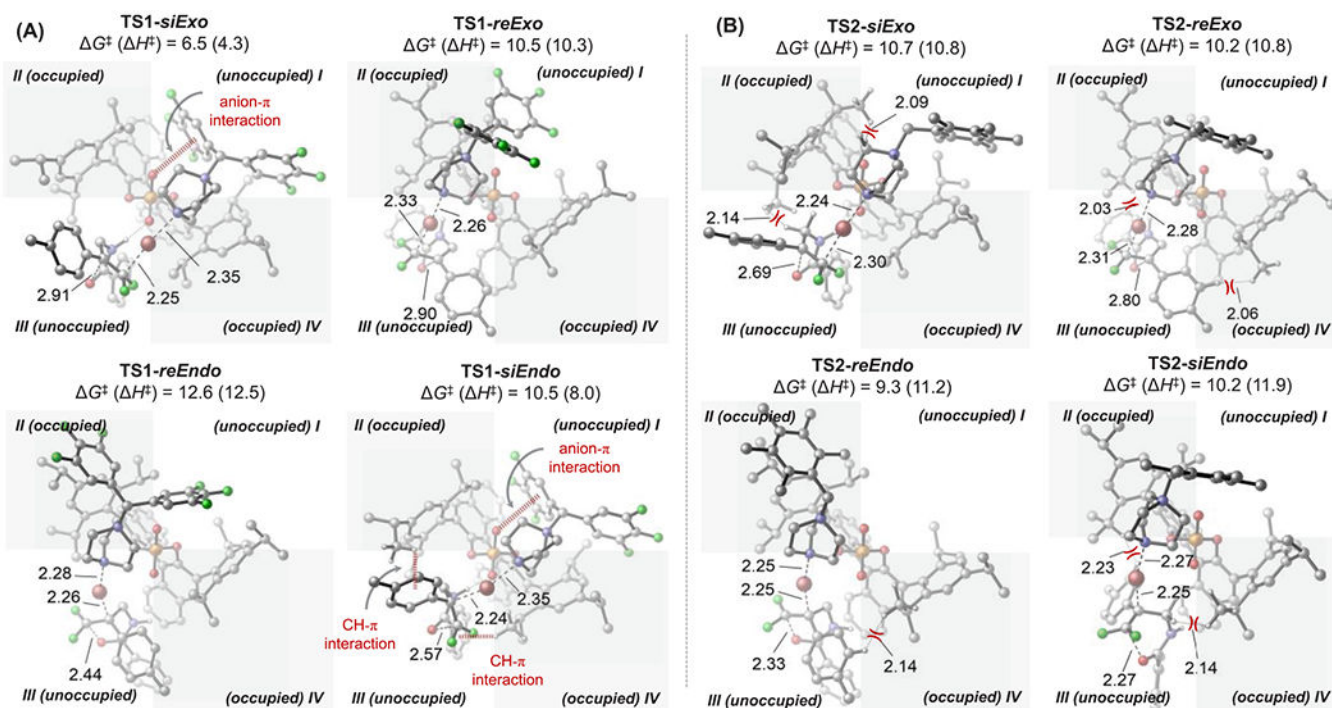 (A)
TS1-siExo
ΔG‡ (ΔH‡) = 6.5 (4.3)
II (occupied)
(unoccupied) I
anion-π
interaction
2.91
2.25
2.35
III (unoccupied)
(occupied) IV
TS1-reExo
ΔG‡ (ΔH‡) = 10.5 (10.3)
II (occupied)
(unoccupied) I
2.33
2.26
2.90
III (unoccupied)
(occupied) IV
TS1-reEndo
ΔG‡ (ΔH‡) = 12.6 (12.5)
II (occupied)
(unoccupied) I
2.28
2.26
2.44
III (unoccupied)
(occupied) IV
TS1-siEndo
ΔG‡ (ΔH‡) = 10.5 (8.0)
II (occupied)
(unoccupied) I
anion-π
interaction
2.35
2.24
CH-π
interaction
2.57
CH-π
interaction
III (unoccupied)
(occupied) IV
(B)
TS2-siExo
ΔG‡ (ΔH‡) = 10.7 (10.8)
II (occupied)
(unoccupied) I
2.09
2.24
2.14
2.30
2.69
III (unoccupied)
(occupied) IV
TS2-reExo
ΔG‡ (ΔH‡) = 10.2 (10.8)
II (occupied)
(unoccupied) I
2.03
2.28
2.31
2.80
2.06
III (unoccupied)
(occupied) IV
TS2-reEndo
ΔG‡ (ΔH‡) = 9.3 (11.2)
II (occupied)
(unoccupied) I
2.25
2.25
2.33
2.14
III (unoccupied)
(occupied) IV
TS2-siEndo
ΔG‡ (ΔH‡) = 10.2 (11.9)
II (occupied)
(unoccupied) I
2.23
2.27
2.25
2.14
2.27
III (unoccupied)
(occupied) IV